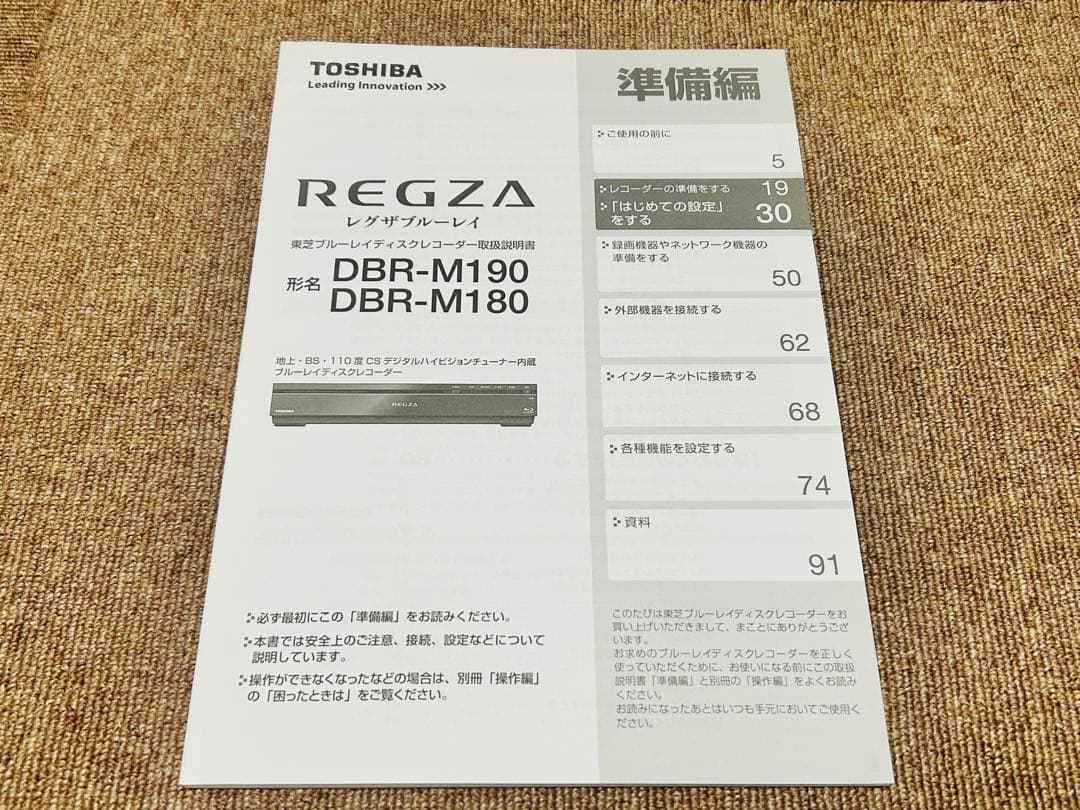 TOSHIBA
Leading Innovation >>>
REGZA
レグザブルーレイ
東芝ブルーレイディスクレコーダー取扱説明書
形名 DBR-M190
DBR-M180
地上・BS・110度CSデジタルハイビジョンチューナー内蔵
ブルーレイディスクレコーダー
TOSHIBA
REGZA
必ず最初にこの「準備編」をお読みください。
本書では安全上のご注意、接続、設定などについて
説明しています。
操作ができなくなったなどの場合は、別冊「操作編」
の「困ったときは」をご覧ください。
準備編
ご使用の前に
5
レコーダーの準備をする 19
「はじめての設定」
をする 30
録画機器やネットワーク機器の
準備をする
50
外部機器を接続する
62
インターネットに接続する
68
各種機能を設定する
74
資料
91
このたびは東芝ブルーレイディスクレコーダーをお
買い上げいただきまして、まことにありがとうござ
います。
お求めのブルーレイディスクレコーダーを正しく
使っていただくために、お使いになる前にこの取扱
説明書「準備編」と別冊の「操作編」をよくお読み
ください。
お読みになったあとはいつも手元においてご使用く
ださい。